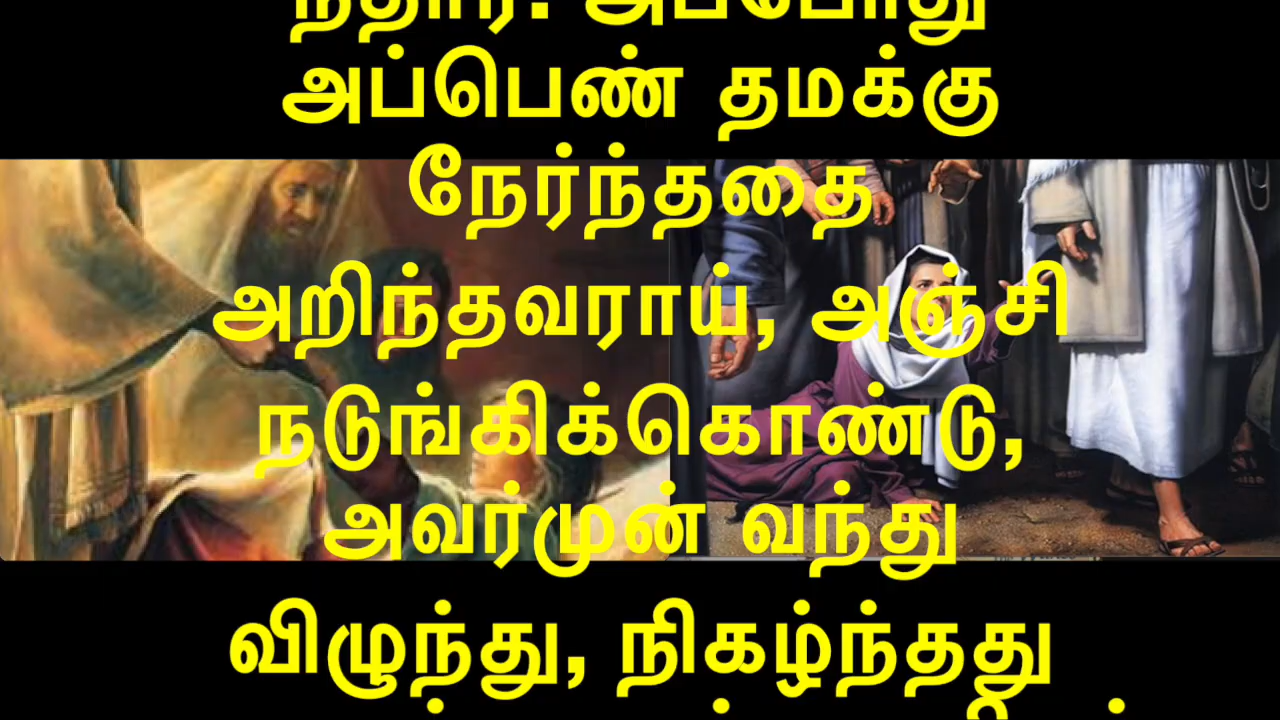 அப்பெண் தமக்கு
நேர்ந்ததை
அறிந்தவராய், அஞ்சி
நடுங்கிக்கொண்டு,
அவர்முன் வந்து
விழுந்து, நிகழ்ந்தது